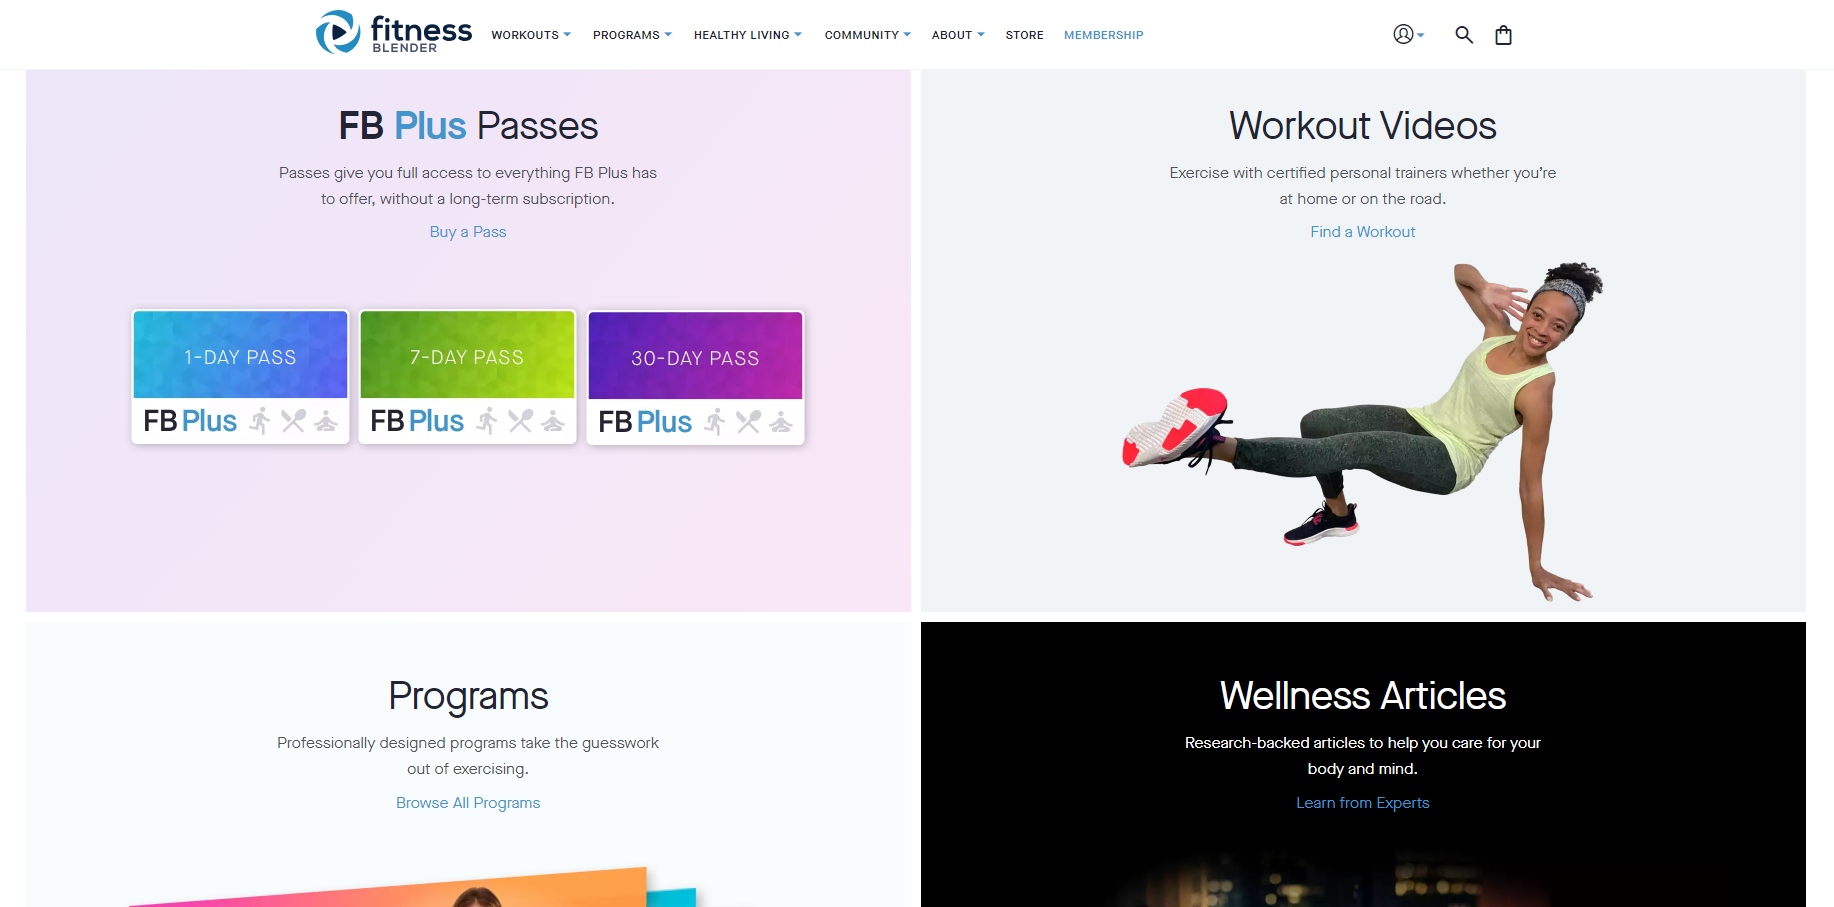 fitness
BLENDER
WORKOUTS
PROGRAMS
HEALTHY LIVING
COMMUNITY
ABOUT
STORE
MEMBERSHIP
FB Plus Passes
Passes give you full access to everything FB Plus has
to offer, without a long-term subscription.
Buy a Pass
1-DAY PASS
FB Plus
7-DAY PASS
FB Plus
30-DAY PASS
FB Plus
Workout Videos
Exercise with certified personal trainers whether you're
at home or on the road.
Find a Workout
Programs
Professionally designed programs take the guesswork
out of exercising.
Browse All Programs
Wellness Articles
Research-backed articles to help you care for your
body and mind.
Learn from Experts